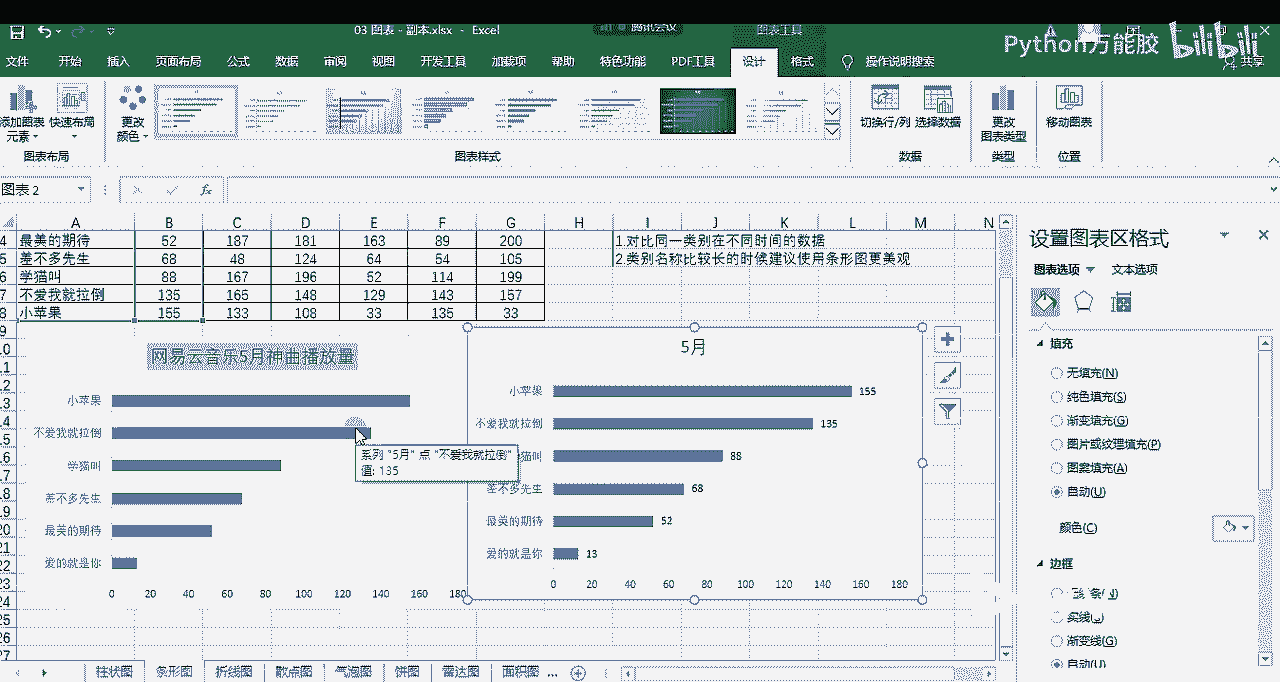 03 图表 - 副本.xlsx - Excel
腾讯会议
图表工具
Python万能胶 bilibili
文件 开始 插入 页面布局 公式 数据 审阅 视图 开发工具 加载项 帮助 特色功能 PDF工具 设计 格式 操作说明搜索 共享
添加图表元素 快速布局 更改颜色 切换行/列 选择数据 更改图表类型 移动图表
图表布局 图表样式 数据 类型 位置
图表 2 fx
A B C D E F G H I J K L M N
4 最美的期待 52 187 181 163 89 200 1.对比同一类别在不同时间的数据
5 差不多先生 68 48 124 64 54 105 2.类别名称比较长的时候建议使用条形图更美观
6 学猫叫 88 167 196 52 114 199
7 不爱我就拉倒 135 165 148 129 143 157
8 小苹果 155 133 108 33 135 33
网易云音乐8月神曲播放量
小苹果
不爱我就拉倒
学猫叫
差不多先生
最美的期待
爱的就是你
0 20 40 60 80 100 120 140 160 180
系列 "5月" 点 "不爱我就拉倒"
值: 135
5月
小苹果 155
不爱我就拉倒 135
猫叫 88
差不多先生 68
最美的期待 52
爱的就是你 13
0 20 40 60 80 100 120 140 160 180
设置图表区格式
图表选项 文本选项
填充
无填充(N)
纯色填充(S)
渐变填充(G)
图片或纹理填充(P)
图案填充(A)
自动(U)
颜色(C)
边框
实线
渐变线(G)
自动(U)
柱状图 条形图 折线图 散点图 气泡图 饼图 雷达图 面积图 ...